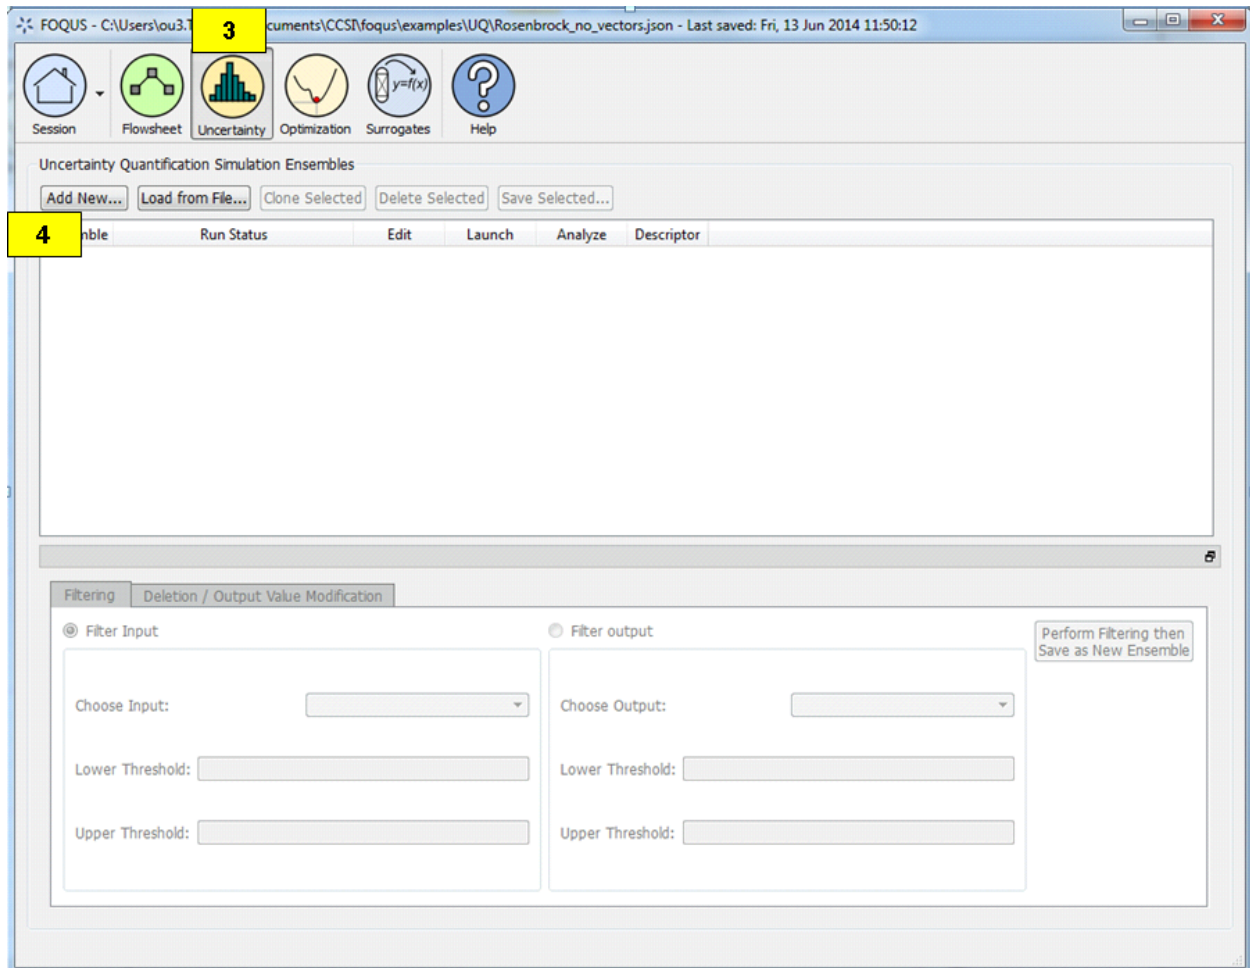 FOQUS - C:\Users\ou3.T cuments\CCSI\foqus\examples\UQ\Rosenbrock_no_vectors.json - Last saved: Fri, 13 Jun 2014 11:50:12
3
y=f(x)
Session Flowsheet Uncertainty Optimization Surrogates Help
Uncertainty Quantification Simulation Ensembles
Add New... Load from File... Clone Selected Delete Selected Save Selected...
4 mble Run Status Edit Launch Analyze Descriptor
Filtering Deletion / Output Value Modification
Filter Input Filter output Perform Filtering then
Save as New Ensemble
Choose Input: Choose Output:
Lower Threshold: Lower Threshold:
Upper Threshold: Upper Threshold: